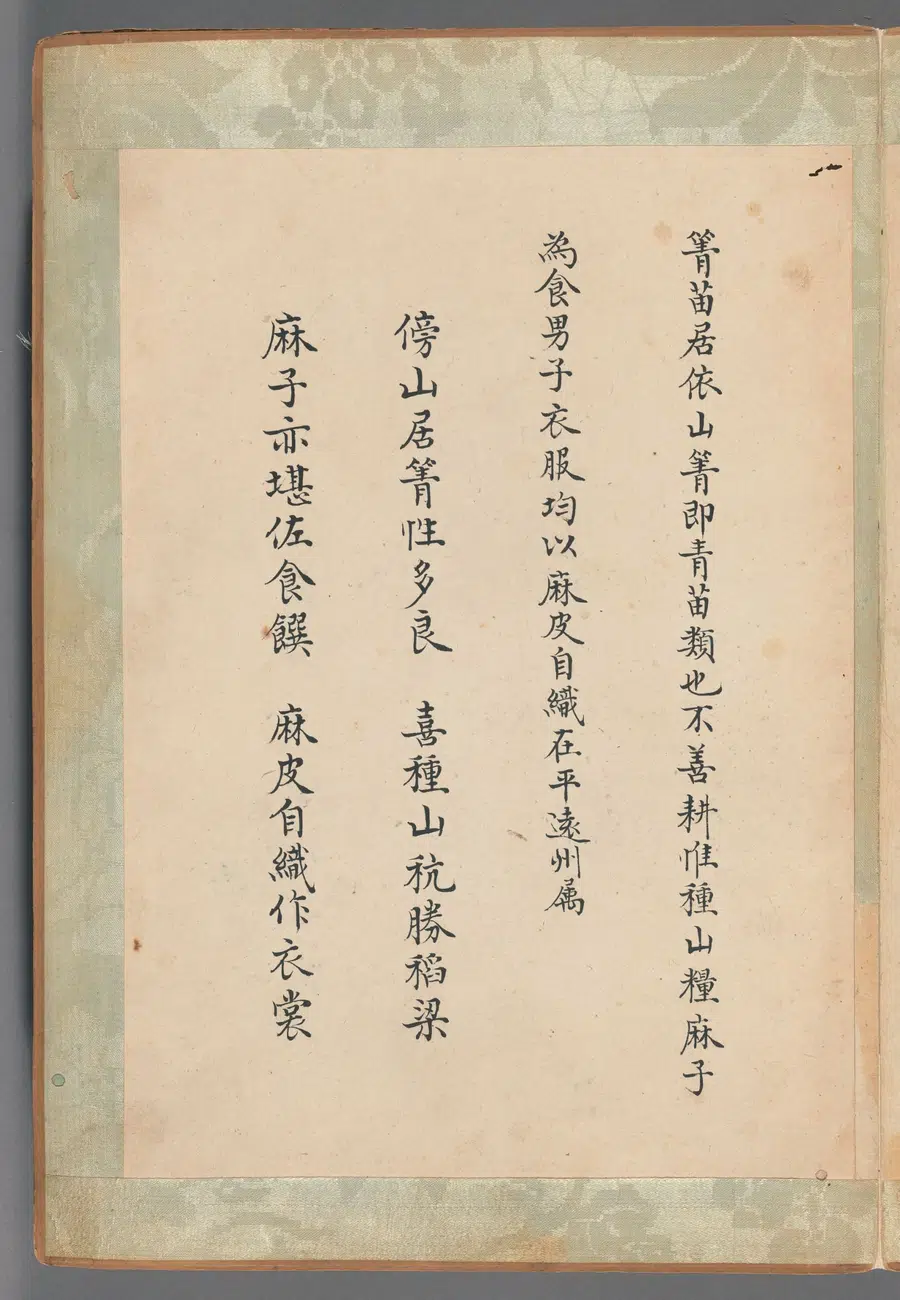 箐苗居依山箐即青苗類也不善耕惟種山糧麻子
為食男子衣服均以麻皮自織在平遠州属
傍山居箐性多良　喜種山秔勝稻梁
麻子亦堪佐食饌　麻皮自織作衣裳